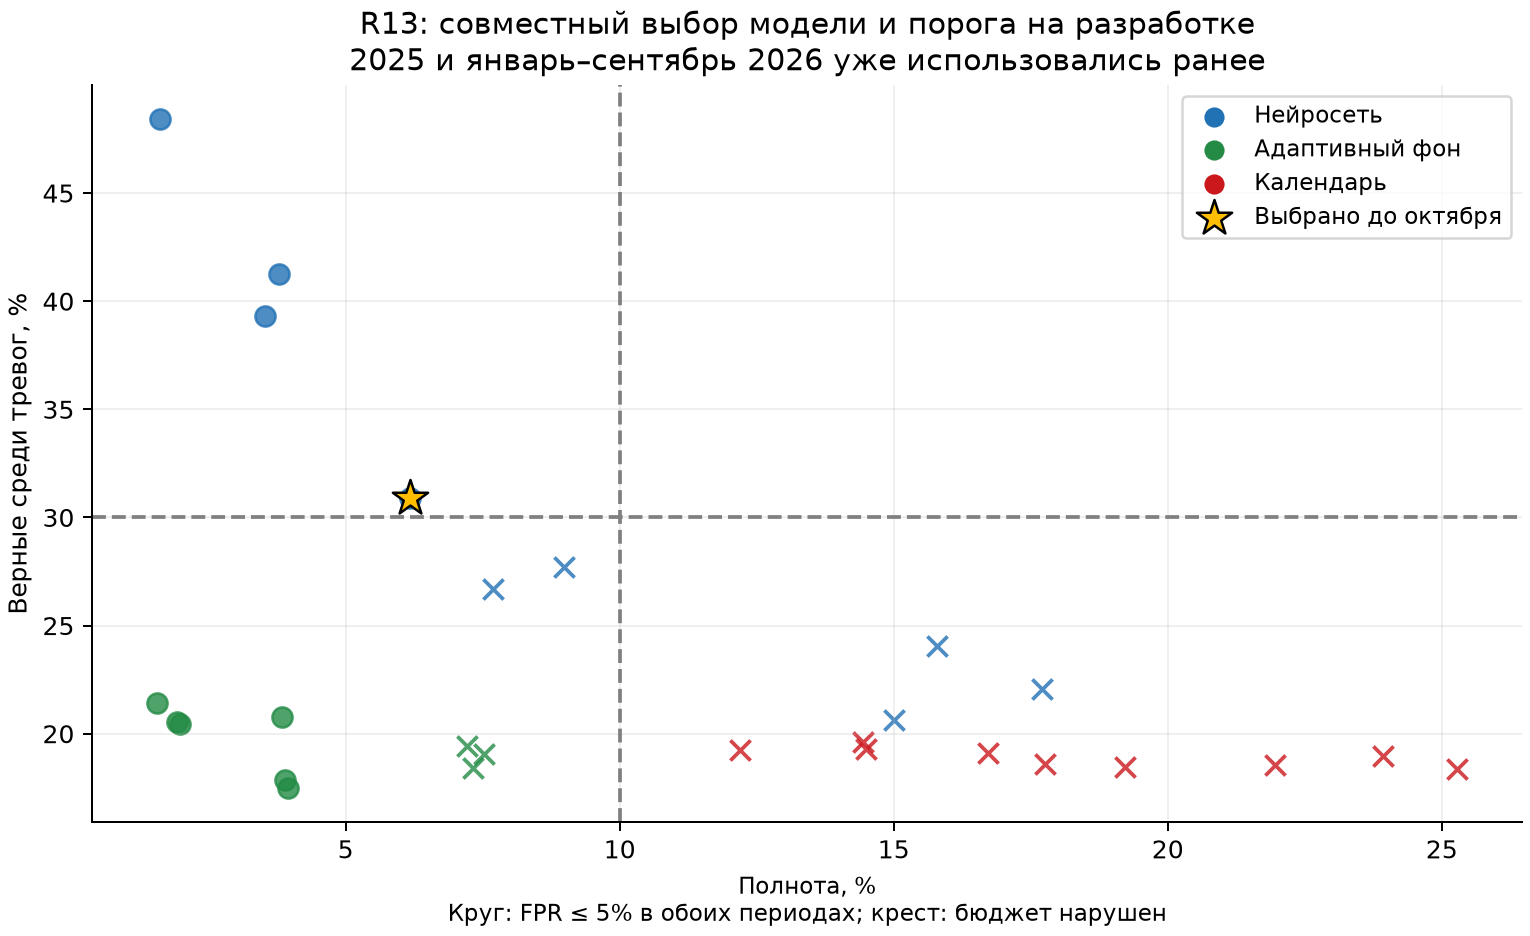 R13: совместный выбор модели и порога на разработке
2025 и январь–сентябрь 2026 уже использовались ранее
Нейросеть
Адаптивный фон
Календарь
Выбрано до октября
Верные среди тревог, %
45
40
35
30
25
20
5
10
15
20
25
Полнота, %
Круг: FPR ≤ 5% в обоих периодах; крест: бюджет нарушен